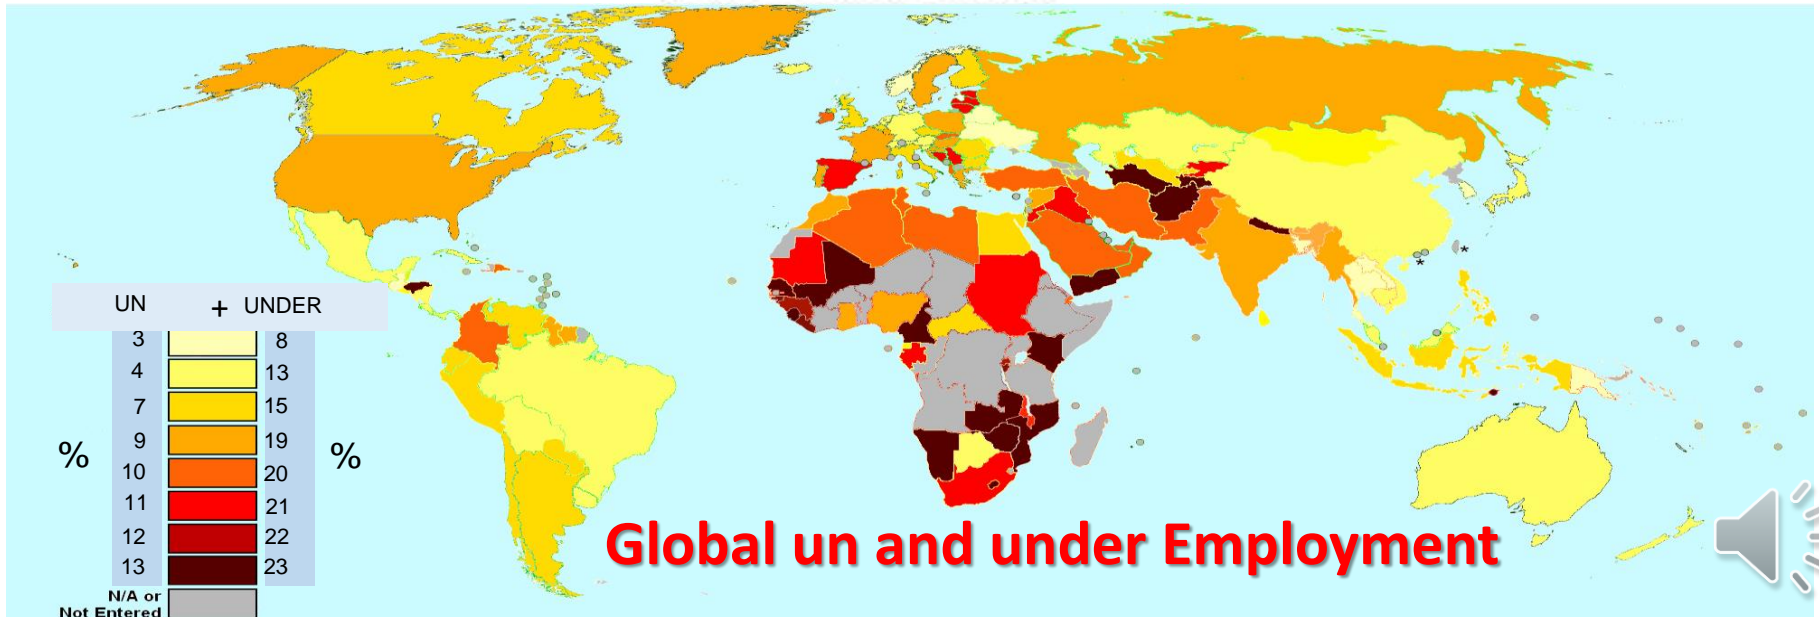 UN + UNDER
3 8
4 13
7 15
% 9 19 %
10 20
11 21
12 22
13 23
N/A or
Not Entered
* *
Global un and under Employment